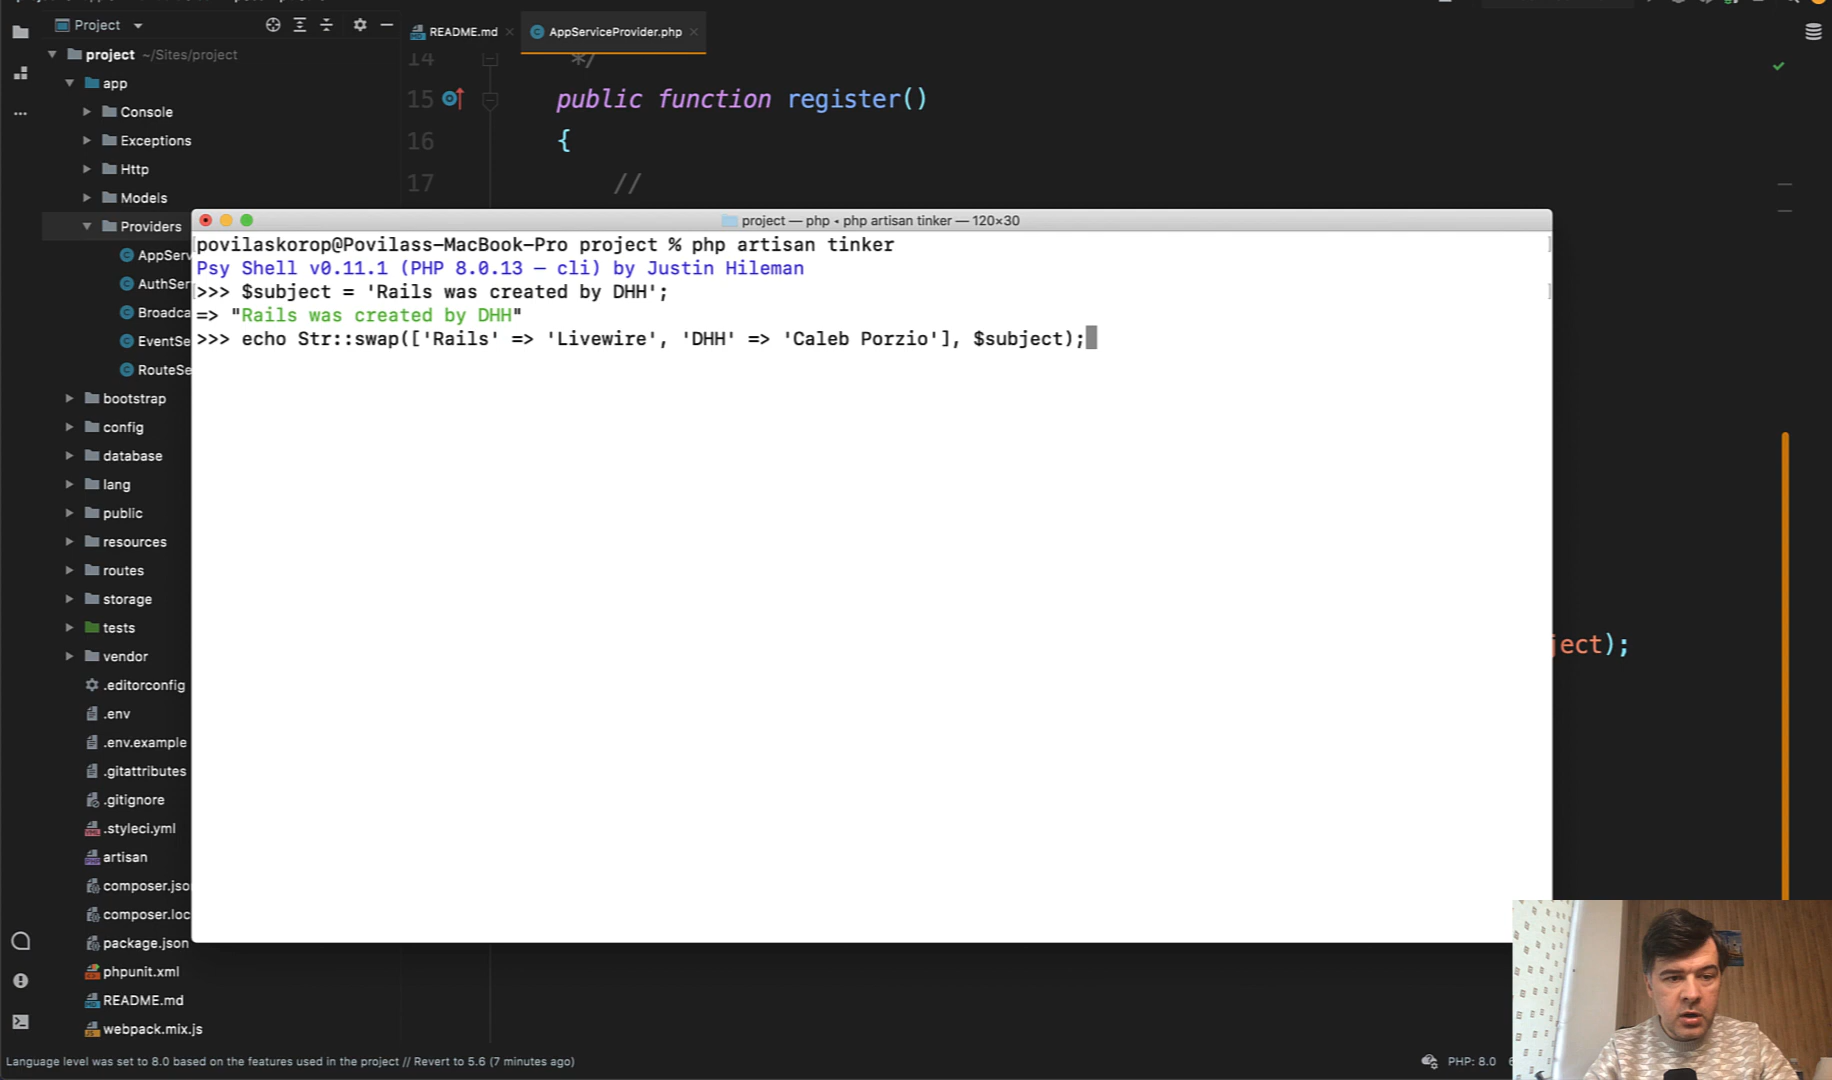 Project
README.md
AppServiceProvider.php
project ~/Sites/project
app
Console
Exceptions
Http
Models
Providers
AppServ
AuthSer
Broadca
EventSe
RouteSe
bootstrap
config
database
lang
public
resources
routes
storage
tests
vendor
.editorconfig
.env
.env.example
.gitattributes
.gitignore
.styleci.yml
artisan
composer.jso
composer.loc
package.json
phpunit.xml
README.md
webpack.mix.js
14 */
15 public function register()
16 {
17 //
project — php • php artisan tinker — 120×30
povilaskorop@Povilass-MacBook-Pro project % php artisan tinker
Psy Shell v0.11.1 (PHP 8.0.13 — cli) by Justin Hileman
>>> $subject = 'Rails was created by DHH';
=> "Rails was created by DHH"
>>> echo Str::swap(['Rails' => 'Livewire', 'DHH' => 'Caleb Porzio'], $subject);
ject);
Language level was set to 8.0 based on the features used in the project // Revert to 5.6 (7 minutes ago)
PHP: 8.0